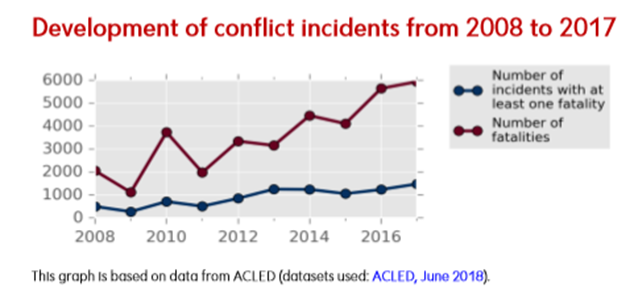 Development of conflict incidents from 2008 to 2017
6000
5000
4000
3000
2000
1000
0
2008 2010 2012 2014 2016
Number of
incidents with at
least one fatality
Number of
fatalities
This graph is based on data from ACLED (datasets used: ACLED, June 2018).